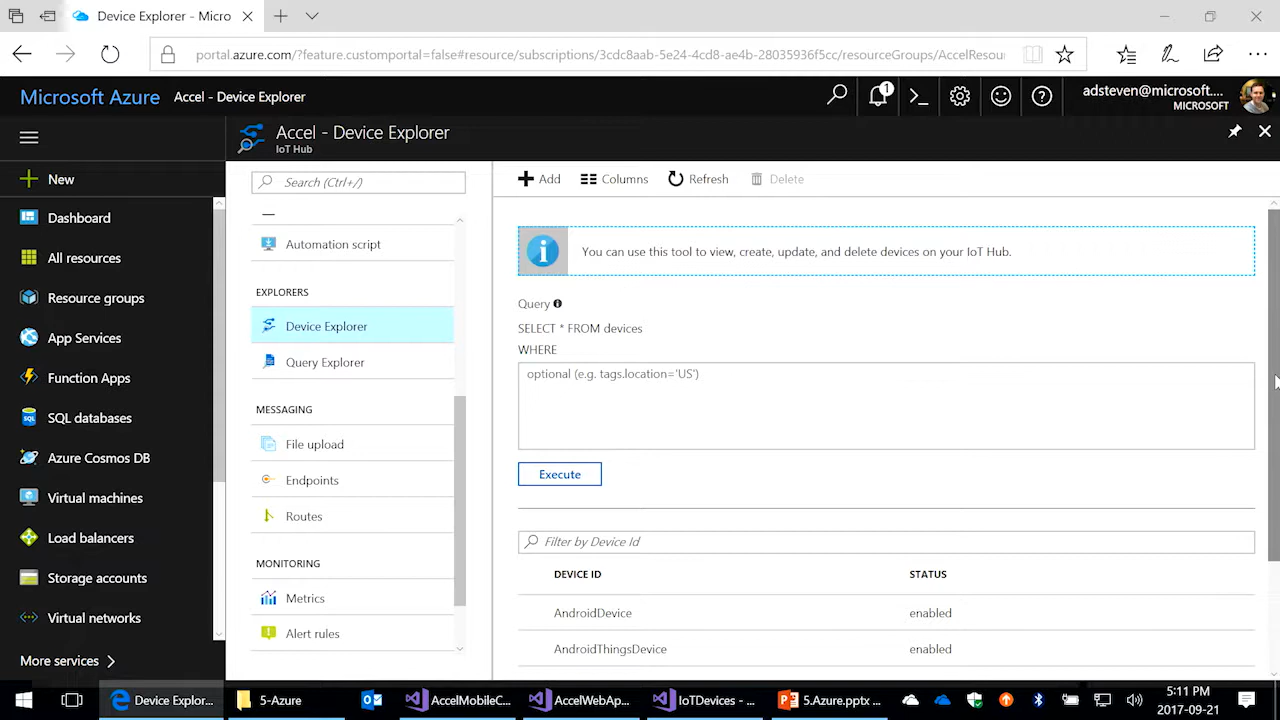 Device Explorer - Micro
portal.azure.com/?feature.customportal=false#resource/subscriptions/3cdc8aab-5e24-4cd8-ae4b-28035936f5cc/resourceGroups/AccelResou
Microsoft Azure
Accel - Device Explorer
1
adsteven@microsoft....
MICROSOFT
Accel - Device Explorer
IoT Hub
New
Dashboard
All resources
Resource groups
App Services
Function Apps
SQL databases
Azure Cosmos DB
Virtual machines
Load balancers
Storage accounts
Virtual networks
More services
Search (Ctrl+/)
Automation script
EXPLORERS
Device Explorer
Query Explorer
MESSAGING
File upload
Endpoints
Routes
MONITORING
Metrics
Alert rules
Add
Columns
Refresh
Delete
You can use this tool to view, create, update, and delete devices on your IoT Hub.
Query
SELECT * FROM devices
WHERE
optional (e.g. tags.location='US')
Execute
Filter by Device Id
DEVICE ID STATUS
AndroidDevice enabled
AndroidThingsDevice enabled
Device Explor...
5-Azure
AccelMobileC...
AccelWebAp...
IoTDevices - ...
5.Azure.pptx - ...
5:11 PM
2017-09-21